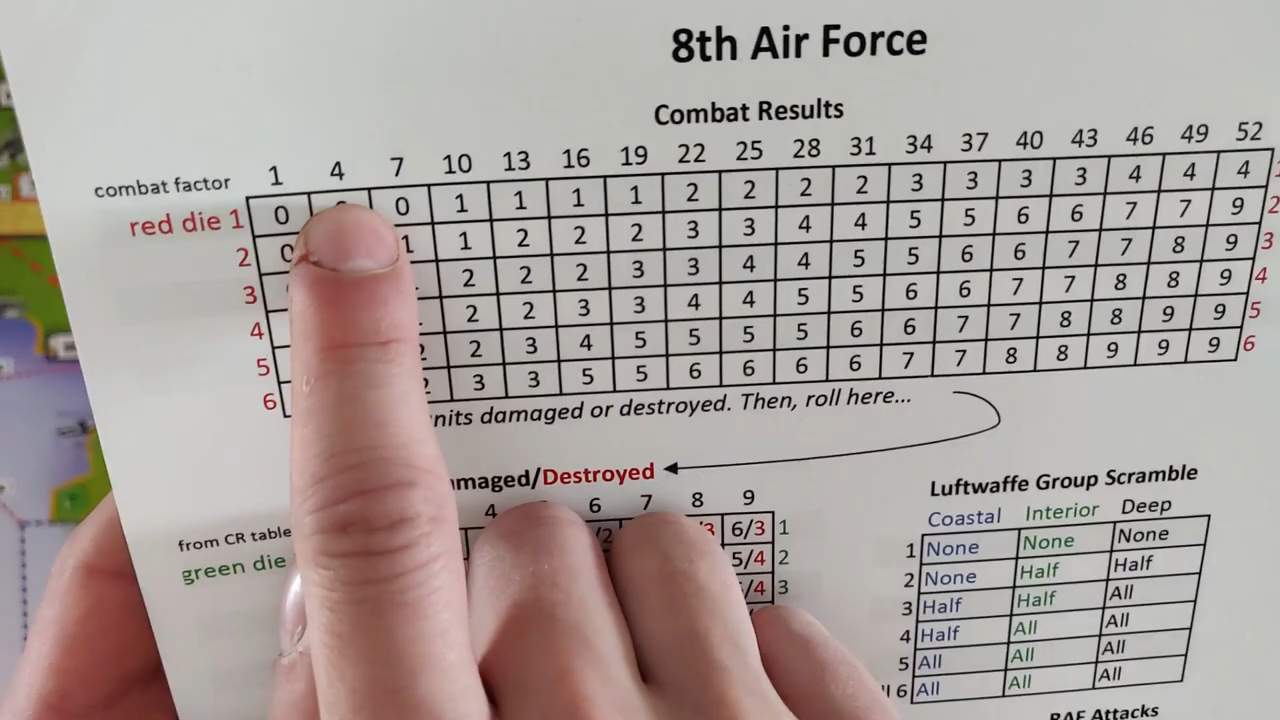 8th Air Force
Combat Results
combat factor 1 4 7 10 13 16 19 22 25 28 31 34 37 40 43 46 49 52
red die 1 0 0 1 1 1 1 2 2 2 2 3 3 3 3 4 4 4
2 0 1 1 2 2 2 3 3 4 4 5 5 6 6 7 7 9 2
3 2 2 2 3 3 4 4 5 5 6 6 7 7 8 9 3
4 2 2 3 3 4 4 5 5 6 6 7 7 8 8 9 4
5 2 3 4 5 5 5 5 6 6 7 7 8 8 9 9 5
6 3 3 5 5 6 6 6 6 7 7 8 8 9 9 9 6
damaged or destroyed. Then, roll here...
Destroyed
from CR table 4 6 7 8 9
green die 6/3 1
5/4 2
3
Luftwaffe Group Scramble
Coastal Interior Deep
1 None None None
2 None Half Half
3 Half Half All
4 Half All All
5 All All All
6 All All All
RAF Attacks